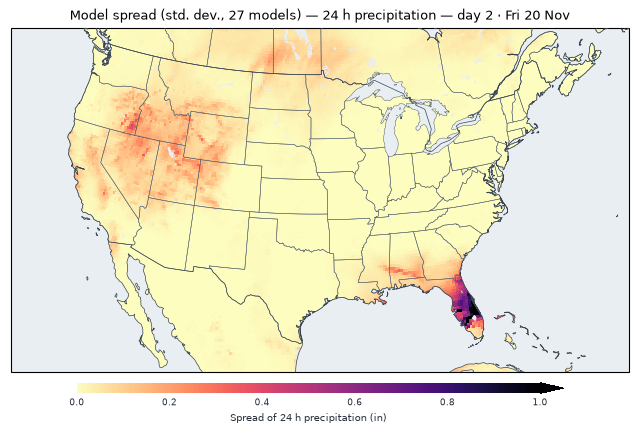 Model spread (std. dev., 27 models) — 24 h precipitation — day 2 · Fri 20 Nov
0.0 0.2 0.4 0.6 0.8 1.0
Spread of 24 h precipitation (in)